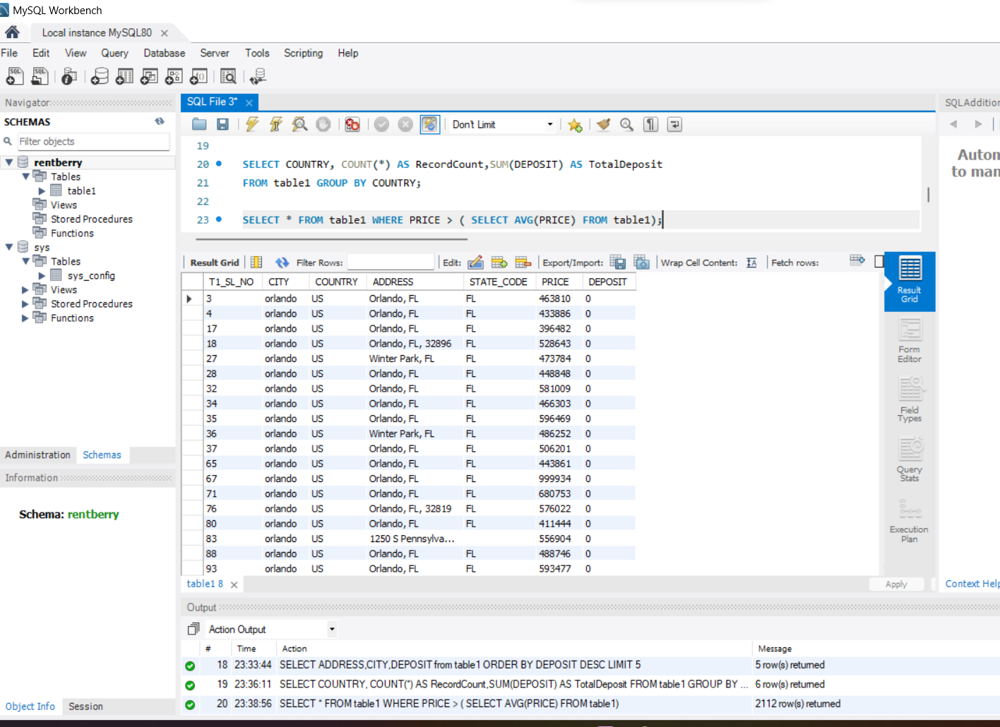 MySQL Workbench
Local instance MySQL80
File Edit View Query Database Server Tools Scripting Help
Navigator
SCHEMAS
Filter objects
rentberry
Tables
table1
Views
Stored Procedures
Functions
sys
Tables
sys_config
Views
Stored Procedures
Functions
Administration Schemas
Information
Schema: rentberry
Object Info Session
SQL File 3*
Don't Limit
19
20 SELECT COUNTRY, COUNT(*) AS RecordCount,SUM(DEPOSIT) AS TotalDeposit
21 FROM table1 GROUP BY COUNTRY;
22
23 SELECT * FROM table1 WHERE PRICE > ( SELECT AVG(PRICE) FROM table1);
Result Grid Filter Rows: Edit: Export/Import: Wrap Cell Content: Fetch rows:
T1_SL_NO CITY COUNTRY ADDRESS STATE_CODE PRICE DEPOSIT
3 orlando US Orlando, FL FL 463810 0
4 orlando US Orlando, FL FL 433886 0
17 orlando US Orlando, FL FL 396482 0
18 orlando US Orlando, FL, 32896 FL 528643 0
27 orlando US Winter Park, FL FL 473784 0
28 orlando US Orlando, FL FL 448848 0
32 orlando US Orlando, FL FL 581009 0
34 orlando US Orlando, FL FL 466303 0
35 orlando US Orlando, FL FL 596469 0
36 orlando US Winter Park, FL FL 486252 0
37 orlando US Orlando, FL FL 506201 0
65 orlando US Orlando, FL FL 443861 0
67 orlando US Orlando, FL FL 999934 0
71 orlando US Orlando, FL FL 680753 0
76 orlando US Orlando, FL, 32819 FL 576022 0
80 orlando US Orlando, FL FL 411444 0
83 orlando US 1250 S Pennsylva... 556904 0
88 orlando US Orlando, FL FL 488746 0
93 orlando US Orlando, FL FL 593477 0
Result
Grid
Form
Editor
Field
Types
Query
Stats
Execution
Plan
table1 8
Apply
SQLAdditio
Autom
to man
Context Help
Output
Action Output
# Time Action Message
18 23:33:44 SELECT ADDRESS,CITY,DEPOSIT from table1 ORDER BY DEPOSIT DESC LIMIT 5 5 row(s) returned
19 23:36:11 SELECT COUNTRY, COUNT(*) AS RecordCount,SUM(DEPOSIT) AS TotalDeposit FROM table1 GROUP BY ... 6 row(s) returned
20 23:38:56 SELECT * FROM table1 WHERE PRICE > ( SELECT AVG(PRICE) FROM table1) 2112 row(s) returned